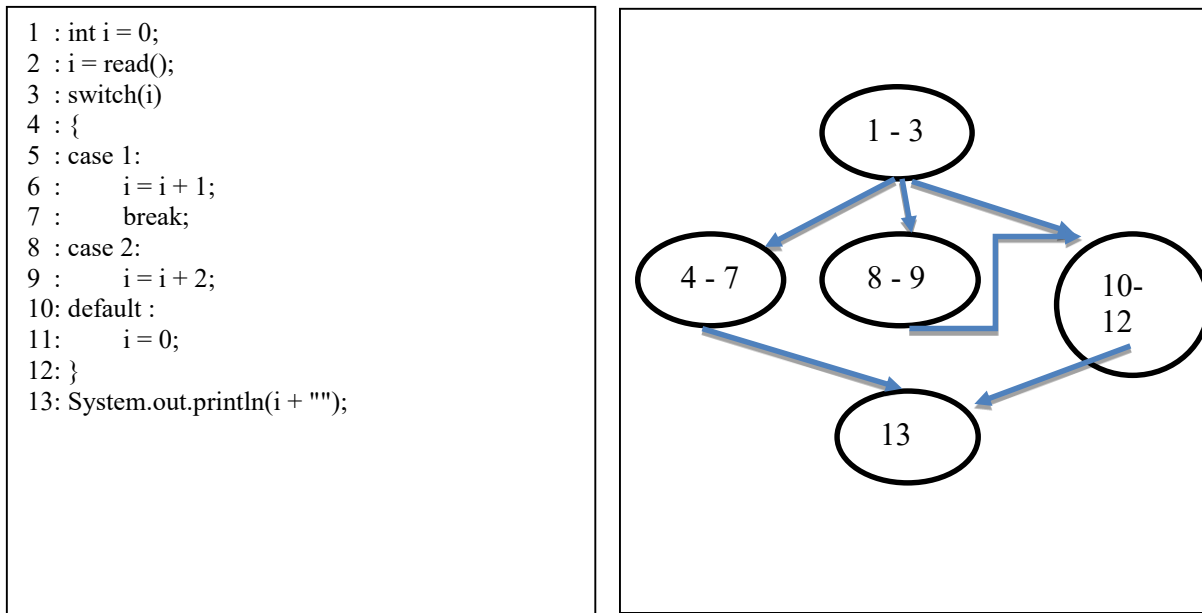 1 : int i = 0;
2 : i = read();
3 : switch(i)
4 : {
5 : case 1:
6 : i = i + 1;
7 : break;
8 : case 2:
9 : i = i + 2;
10: default :
11: i = 0;
12: }
13: System.out.println(i + "");
1 - 3
4 - 7
8 - 9
10-
12
13